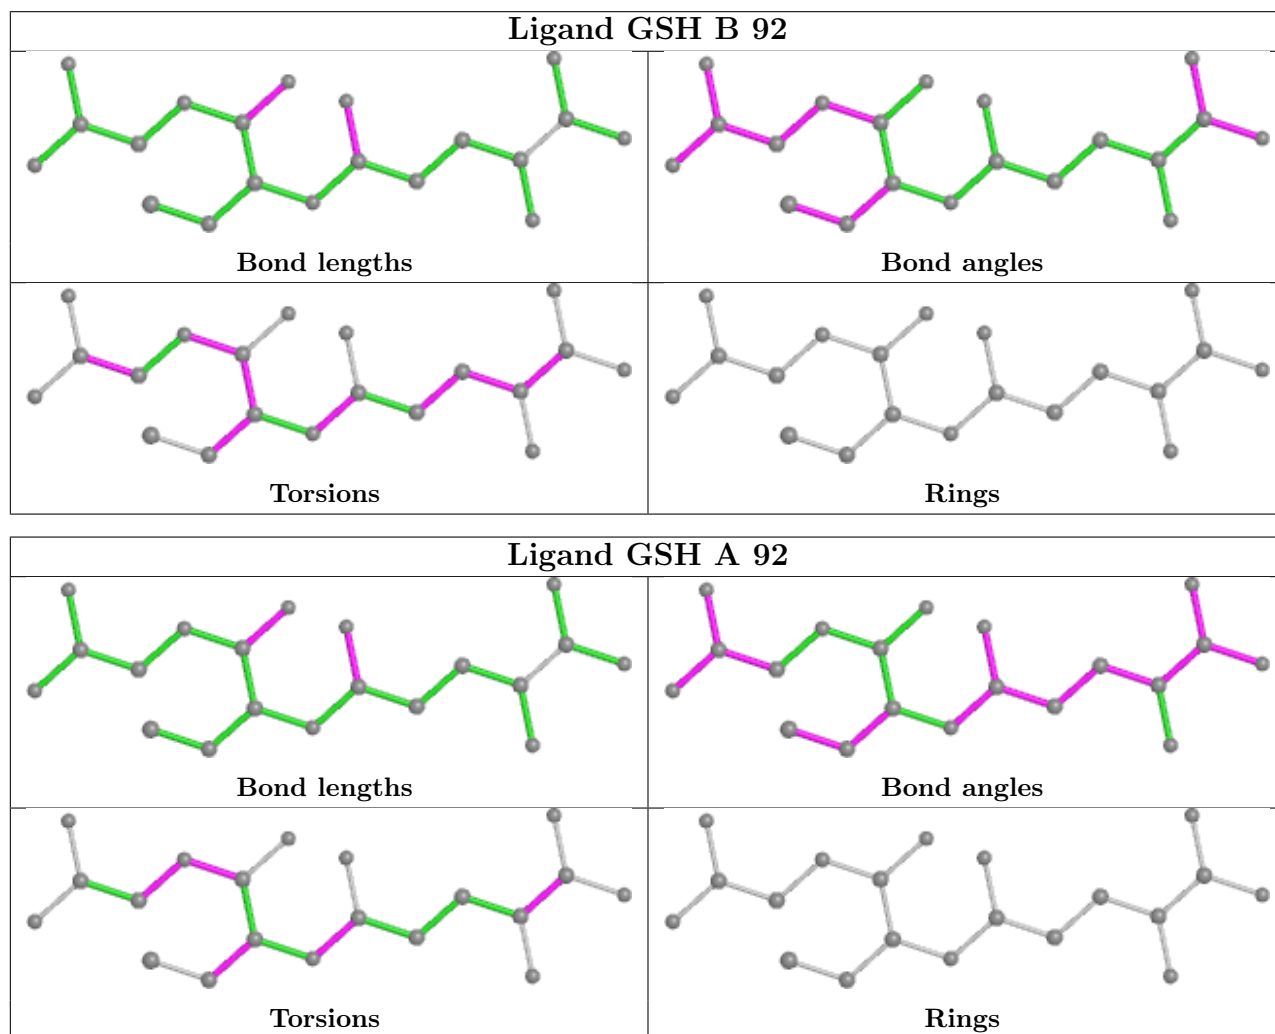 Ligand GSH B 92
Bond lengths
Bond angles
Torsions
Rings
Ligand GSH A 92
Bond lengths
Bond angles
Torsions
Rings